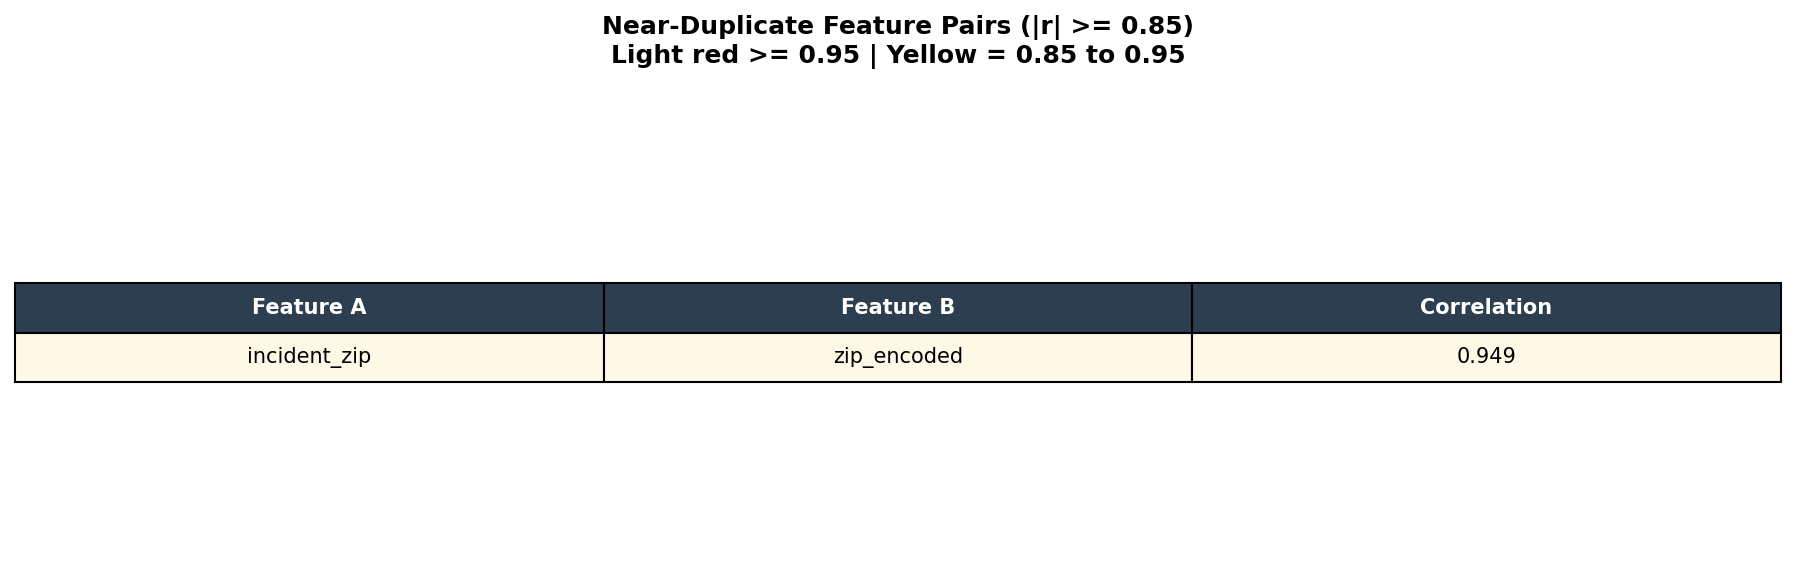 Near-Duplicate Feature Pairs (|r| >= 0.85)
Light red >= 0.95 | Yellow = 0.85 to 0.95
Feature A Feature B Correlation
incident_zip zip_encoded 0.949